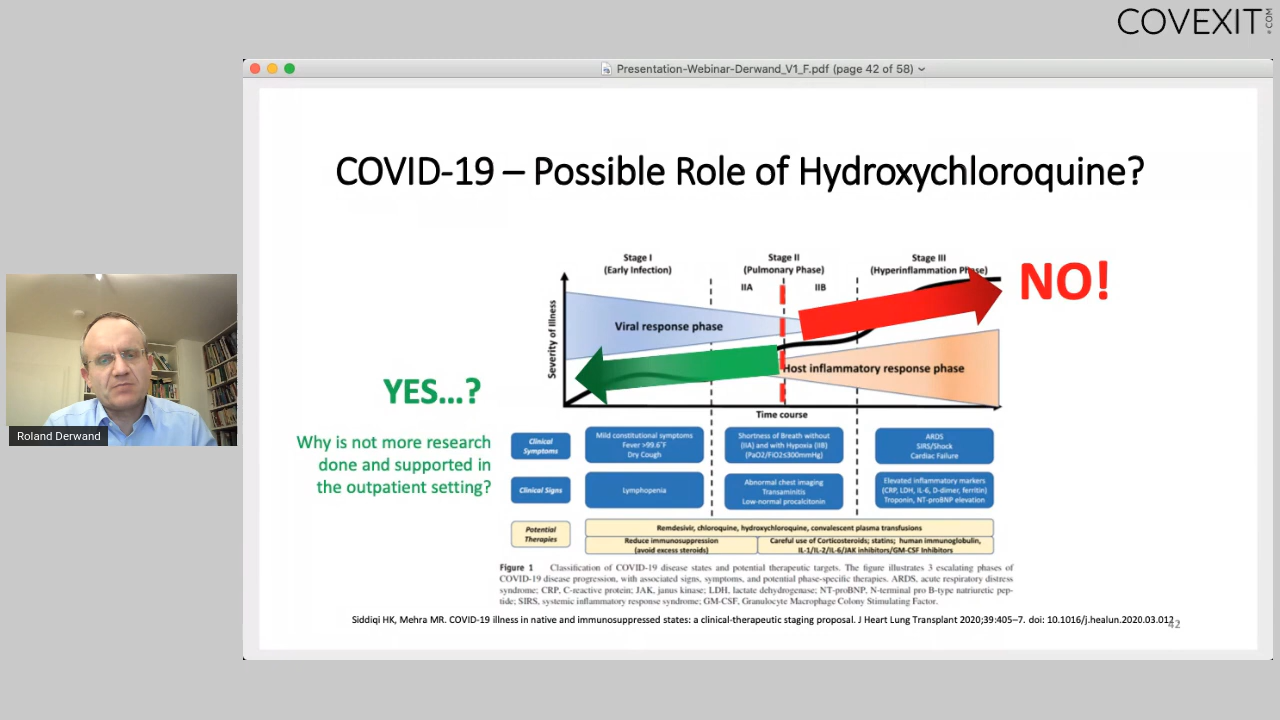 COVEXIT.COM
Presentation-Webinar-Derwand_V1_F.pdf (page 42 of 58)
COVID-19 – Possible Role of Hydroxychloroquine?
Stage I
(Early Infection)
Stage II
(Pulmonary Phase)
Stage III
(Hyperinflammation Phase)
IIA
IIB
NO!
Severity of Illness
Viral response phase
Host inflammatory response phase
Time course
YES...?
Why is not more research
done and supported in
the outpatient setting?
Roland Derwand
Clinical
Symptoms
Mild constitutional symptoms
Fever >99.6°F
Dry Cough
Shortness of Breath without
(IIA) and with Hypoxia (IIB)
(PaO2/FiO2≤300mmHg)
ARDS
SIRS/Shock
Cardiac Failure
Clinical Signs
Lymphopenia
Abnormal chest imaging
Transaminitis
Low-normal procalcitonin
Elevated inflammatory markers
(CRP, LDH, IL-6, D-dimer, ferritin)
Troponin, NT-proBNP elevation
Potential
Therapies
Remdesivir, chloroquine, hydroxychloroquine, convalescent plasma transfusions
Reduce immunosuppression
(avoid excess steroids)
Careful use of Corticosteroids; statins; human immunoglobulin,
IL-1/IL-2/IL-6/JAK inhibitors/GM-CSF Inhibitors
Figure 1 Classification of COVID-19 disease states and potential therapeutic targets. The figure illustrates 3 escalating phases of
COVID-19 disease progression, with associated signs, symptoms, and potential phase-specific therapies. ARDS, acute respiratory distress
syndrome; CRP, C-reactive protein; JAK, janus kinase; LDH, lactate dehydrogenase; NT-proBNP, N-terminal pro B-type natriuretic pep-
tide; SIRS, systemic inflammatory response syndrome; GM-CSF, Granulocyte Macrophage Colony Stimulating Factor.
Siddiqi HK, Mehra MR. COVID-19 illness in native and immunosuppressed states: a clinical-therapeutic staging proposal. J Heart Lung Transplant 2020;39:405–7. doi: 10.1016/j.healun.2020.03.012 .
42